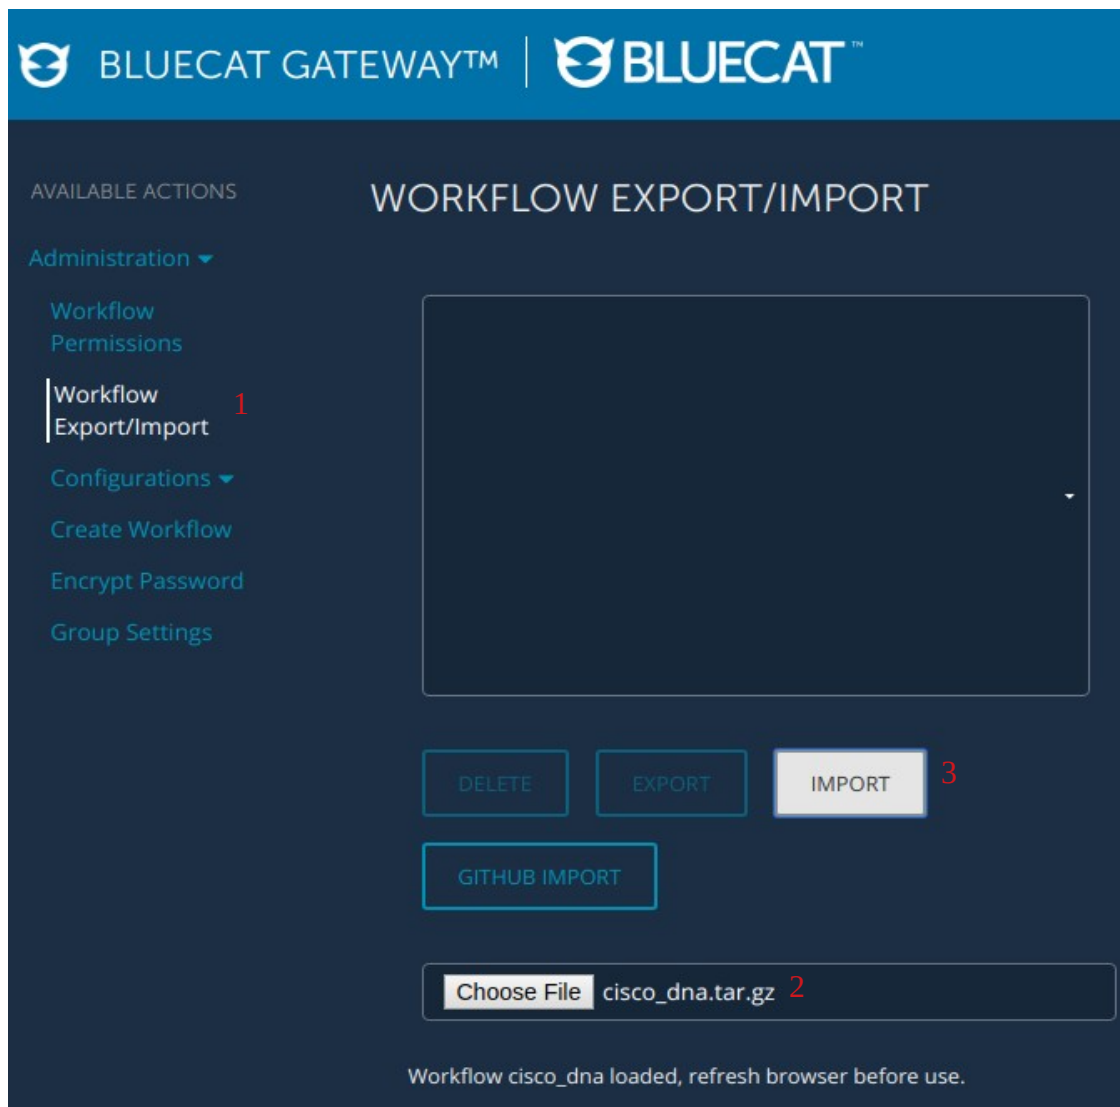 BLUECAT GATEWAY™ BLUECAT™
AVAILABLE ACTIONS
WORKFLOW EXPORT/IMPORT
Administration
Workflow
Permissions
Workflow
Export/Import
1
Configurations
Create Workflow
Encrypt Password
Group Settings
DELETE EXPORT IMPORT 3
GITHUB IMPORT
Choose File cisco_dna.tar.gz 2
Workflow cisco_dna loaded, refresh browser before use.